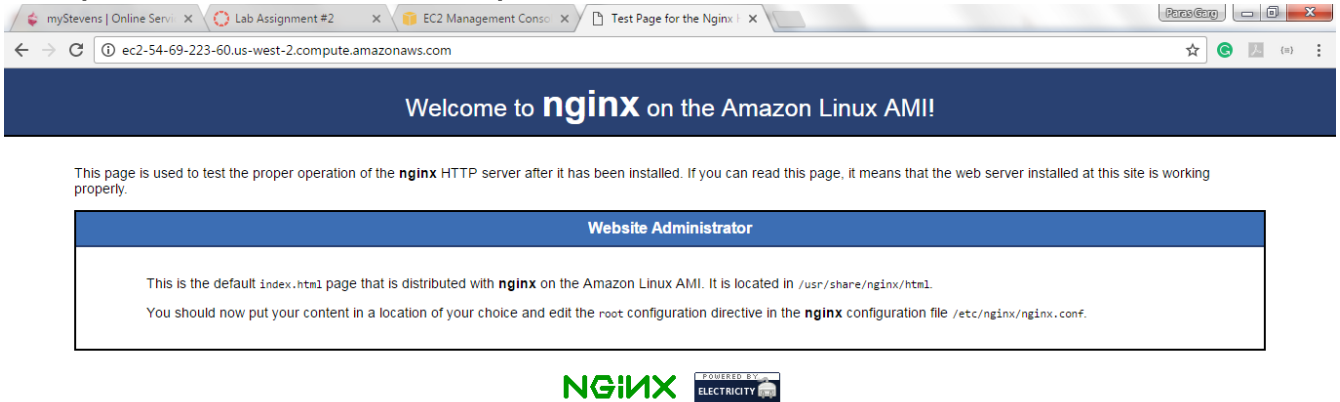 myStevens | Online Servi
Lab Assignment #2
EC2 Management Conso
Test Page for the Nginx
Paras Garg
ec2-54-69-223-60.us-west-2.compute.amazonaws.com
Welcome to nginx on the Amazon Linux AMI!
This page is used to test the proper operation of the nginx HTTP server after it has been installed. If you can read this page, it means that the web server installed at this site is working
properly.
Website Administrator
This is the default index.html page that is distributed with nginx on the Amazon Linux AMI. It is located in /usr/share/nginx/html.
You should now put your content in a location of your choice and edit the root configuration directive in the nginx configuration file /etc/nginx/nginx.conf.
NGINX
POWERED BY
ELECTRICITY